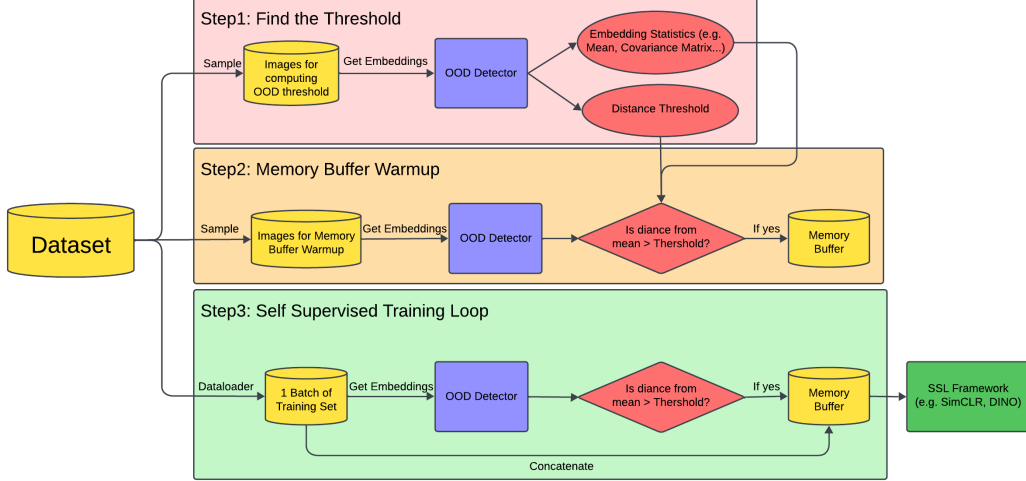 Step1: Find the Threshold
Sample
Images for
computing
OOD threshold
Get Embeddings
OOD Detector
Embedding Statistics (e.g.
Mean, Covariance Matrix...)
Distance Threshold
Step2: Memory Buffer Warmup
Dataset
Sample
Images for Memory
Buffer Warmup
Get Embeddings
OOD Detector
Is diance from
mean > Thershold?
If yes
Memory
Buffer
Step3: Self Supervised Training Loop
Dataloader
1 Batch of
Training Set
Get Embeddings
OOD Detector
Is diance from
mean > Thershold?
If yes
Memory
Buffer
SSL Framework
(e.g. SimCLR, DINO)
Concatenate